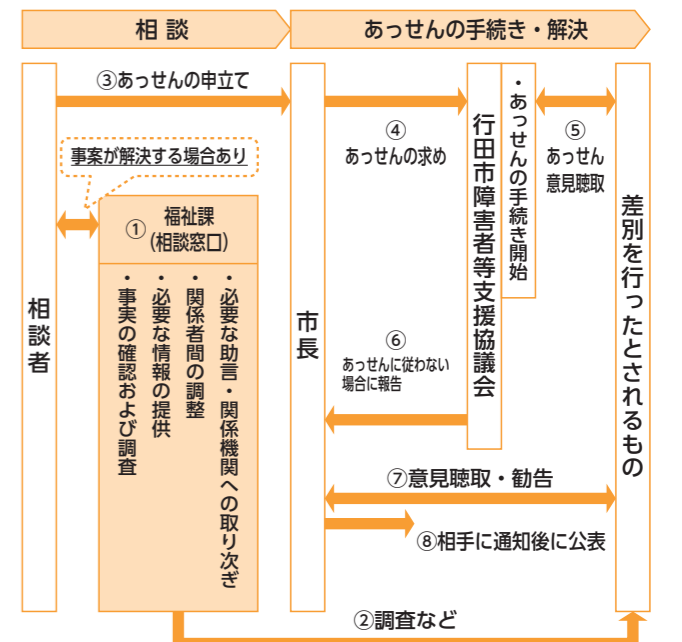 相談
あっせんの手続き・解決
相談者
③あっせんの申立て
事案が解決する場合あり
①福祉課
(相談窓口)
・必要な助言・関係機関への取り次ぎ
・関係者間の調整
・必要な情報の提供
・事実の確認および調査
市長
④
あっせんの求め
行田市障害者等支援協議会
・あっせんの手続き開始
⑤
あっせん
意見聴取
差別を行ったとされるもの
⑥
あっせんに従わない
場合に報告
⑦意見聴取・勧告
⑧相手に通知後に公表
②調査など